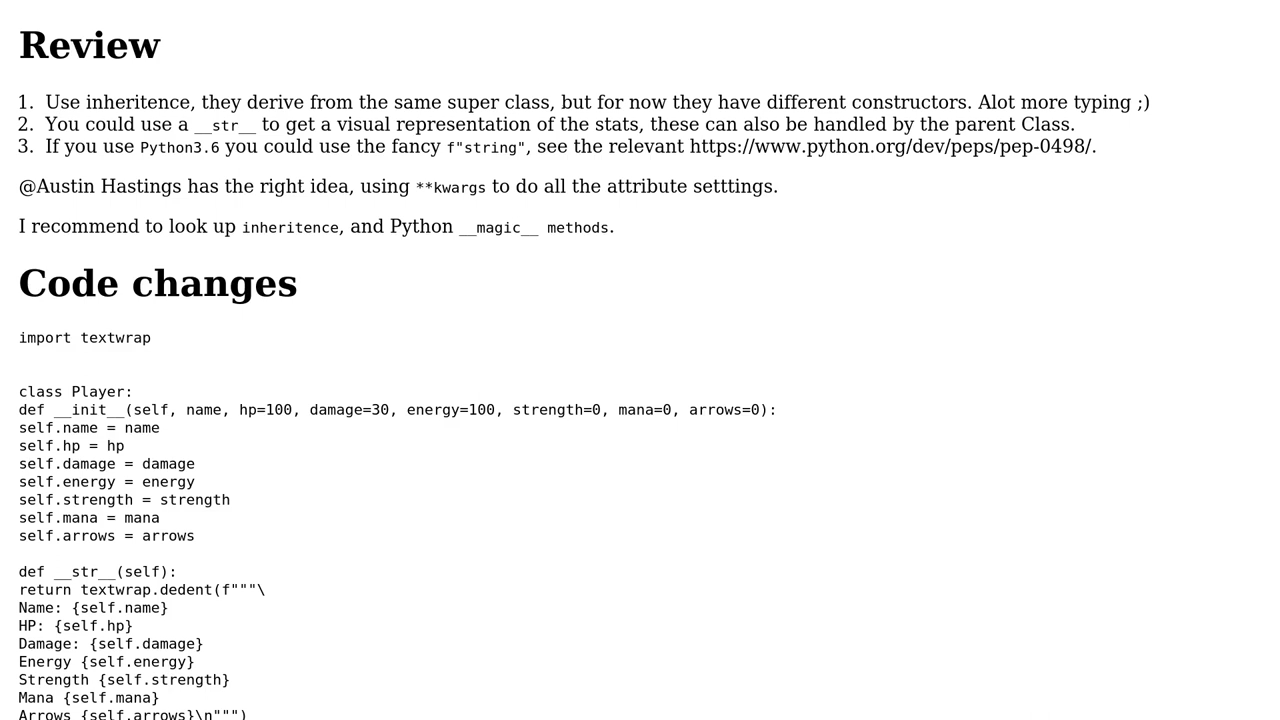 Review
1. Use inheritence, they derive from the same super class, but for now they have different constructors. Alot more typing ;)
2. You could use a __str__ to get a visual representation of the stats, these can also be handled by the parent Class.
3. If you use Python3.6 you could use the fancy f"string", see the relevant https://www.python.org/dev/peps/pep-0498/.
@Austin Hastings has the right idea, using **kwargs to do all the attribute setttings.
I recommend to look up inheritence, and Python __magic__ methods.
Code changes
import textwrap
class Player:
def __init__(self, name, hp=100, damage=30, energy=100, strength=0, mana=0, arrows=0):
self.name = name
self.hp = hp
self.damage = damage
self.energy = energy
self.strength = strength
self.mana = mana
self.arrows = arrows
def __str__(self):
return textwrap.dedent(f"""\
Name: {self.name}
HP: {self.hp}
Damage: {self.damage}
Energy {self.energy}
Strength {self.strength}
Mana {self.mana}
Arrows {self.arrows}\n""")